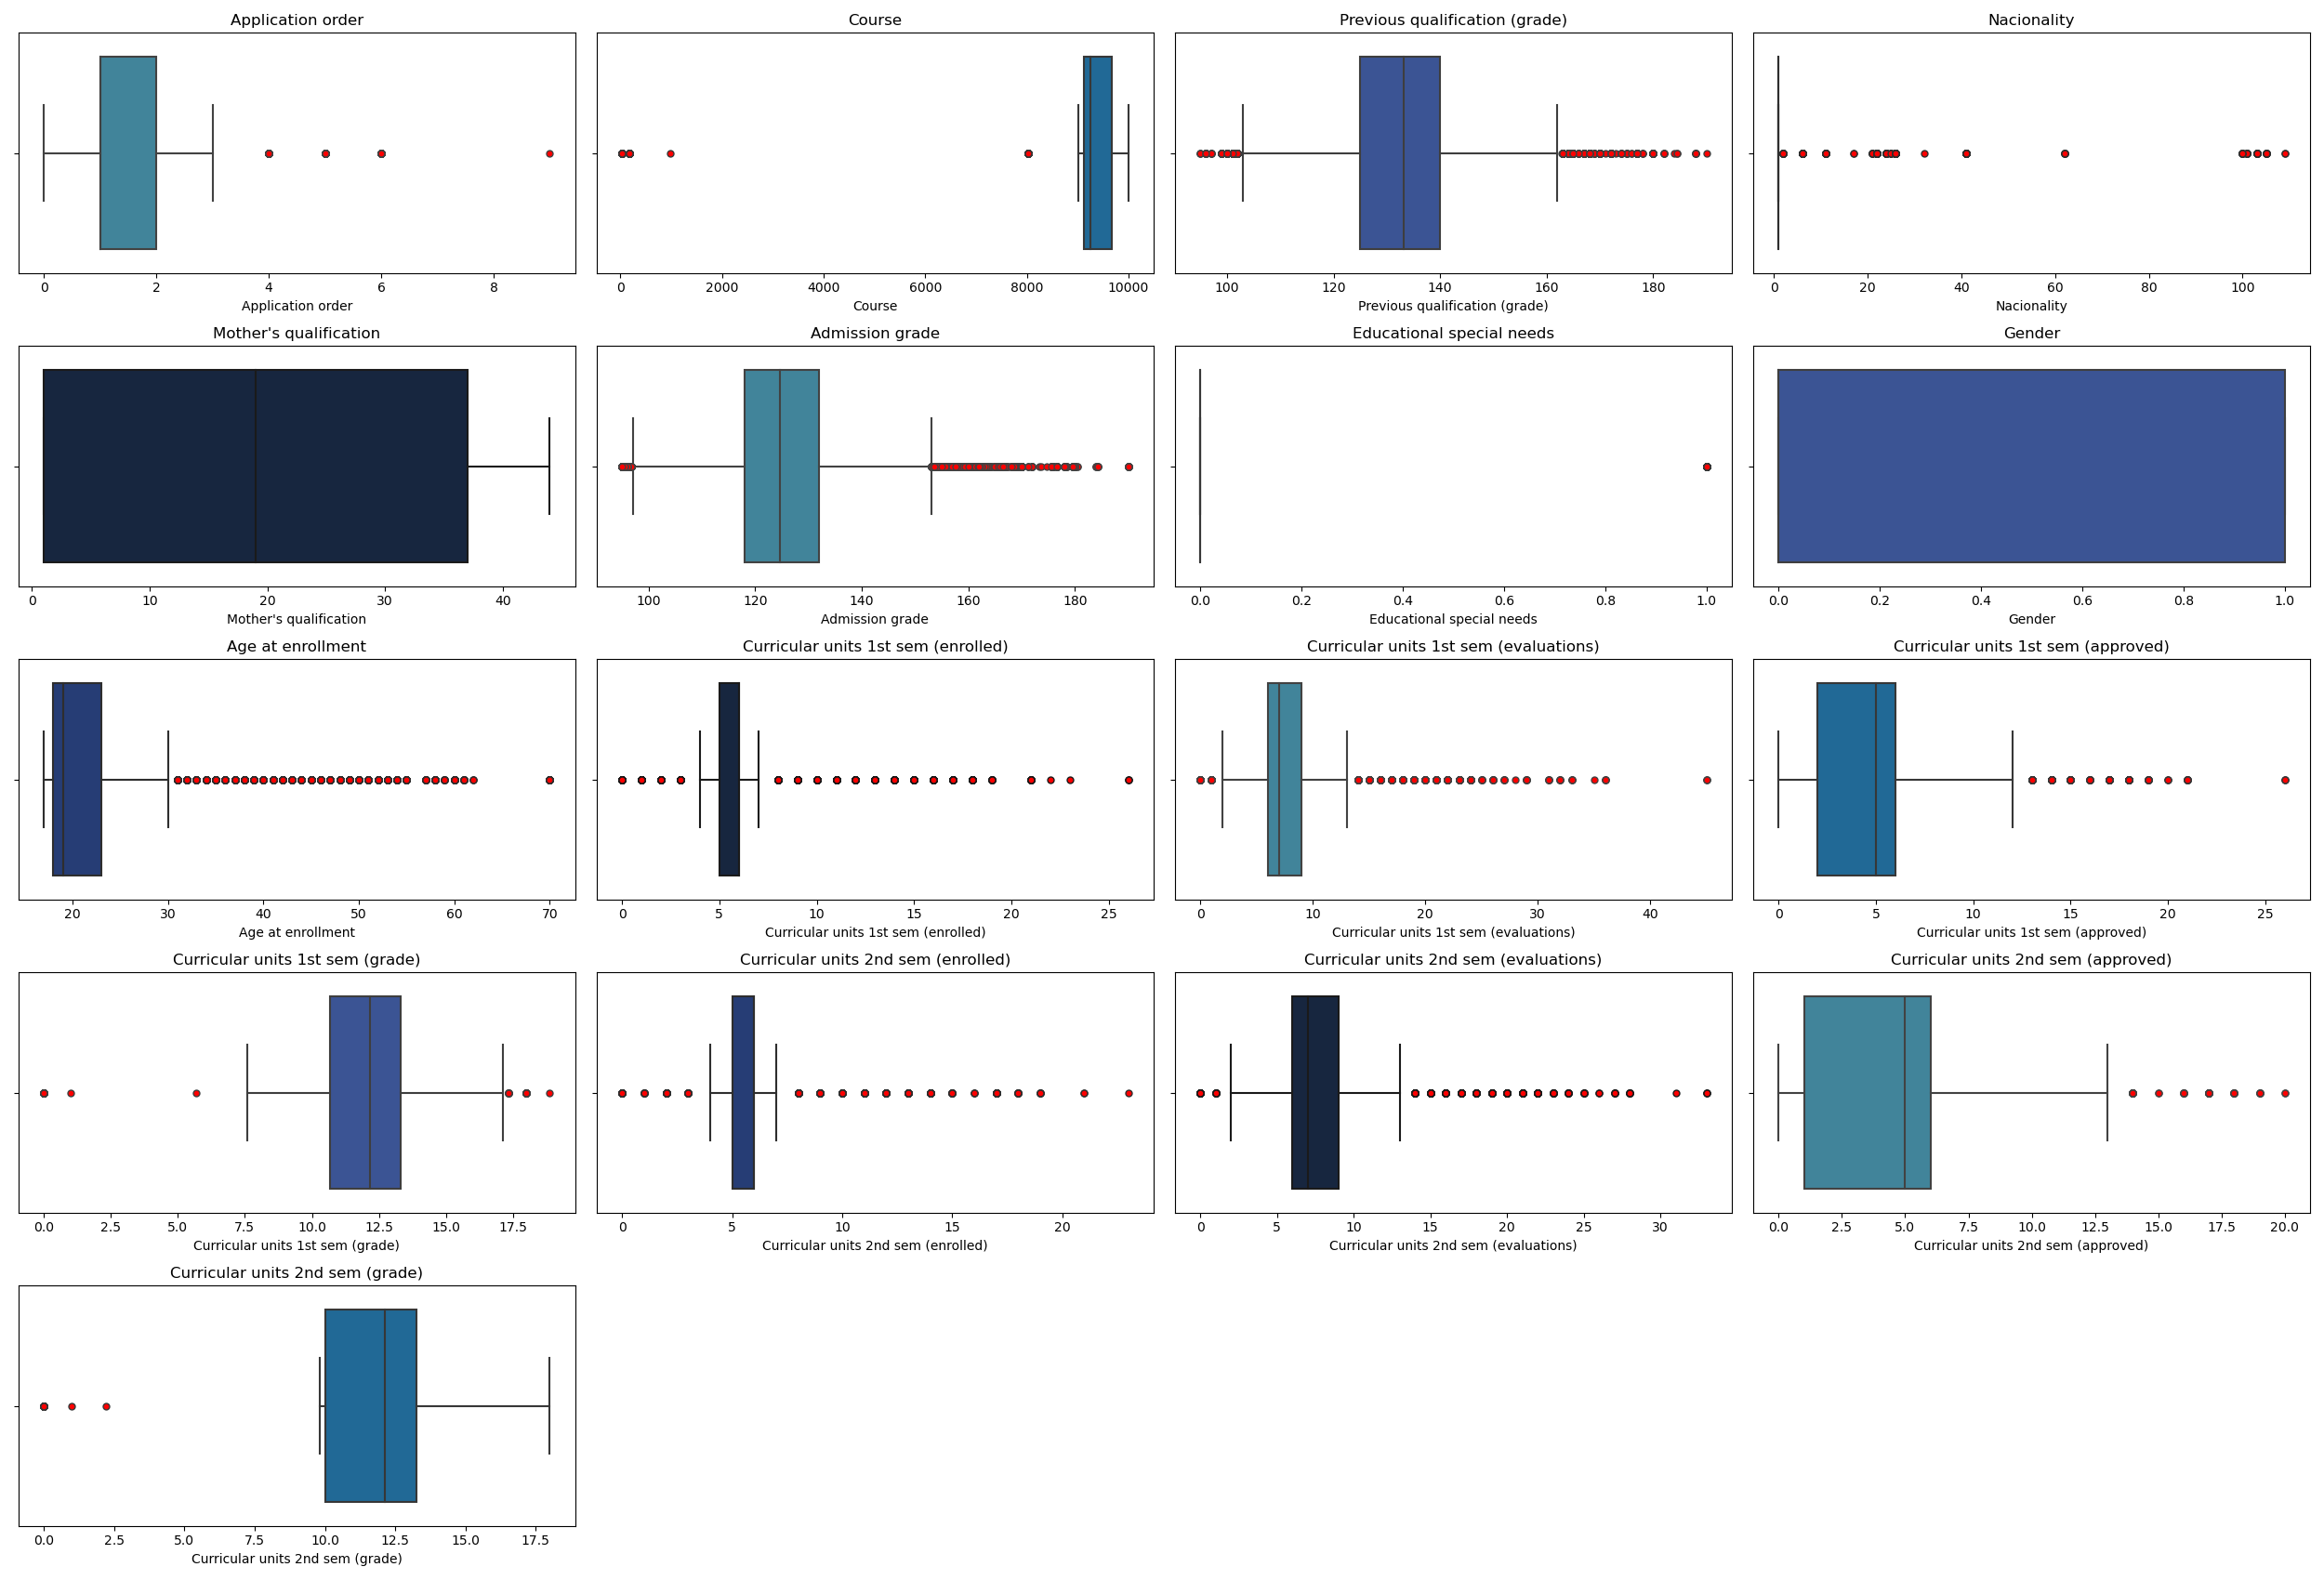 Application order
0 2 4 6 8
Application order
Course
0 2000 4000 6000 8000 10000
Course
Previous qualification (grade)
100 120 140 160 180
Previous qualification (grade)
Nacionality
0 20 40 60 80 100
Nacionality
Mother's qualification
0 10 20 30 40
Mother's qualification
Admission grade
100 120 140 160 180
Admission grade
Educational special needs
0.0 0.2 0.4 0.6 0.8 1.0
Educational special needs
Gender
0.0 0.2 0.4 0.6 0.8 1.0
Gender
Age at enrollment
20 30 40 50 60 70
Age at enrollment
Curricular units 1st sem (enrolled)
0 5 10 15 20 25
Curricular units 1st sem (enrolled)
Curricular units 1st sem (evaluations)
0 10 20 30 40
Curricular units 1st sem (evaluations)
Curricular units 1st sem (approved)
0 5 10 15 20 25
Curricular units 1st sem (approved)
Curricular units 1st sem (grade)
0.0 2.5 5.0 7.5 10.0 12.5 15.0 17.5
Curricular units 1st sem (grade)
Curricular units 2nd sem (enrolled)
0 5 10 15 20
Curricular units 2nd sem (enrolled)
Curricular units 2nd sem (evaluations)
0 5 10 15 20 25 30
Curricular units 2nd sem (evaluations)
Curricular units 2nd sem (approved)
0.0 2.5 5.0 7.5 10.0 12.5 15.0 17.5 20.0
Curricular units 2nd sem (approved)
Curricular units 2nd sem (grade)
0.0 2.5 5.0 7.5 10.0 12.5 15.0 17.5
Curricular units 2nd sem (grade)